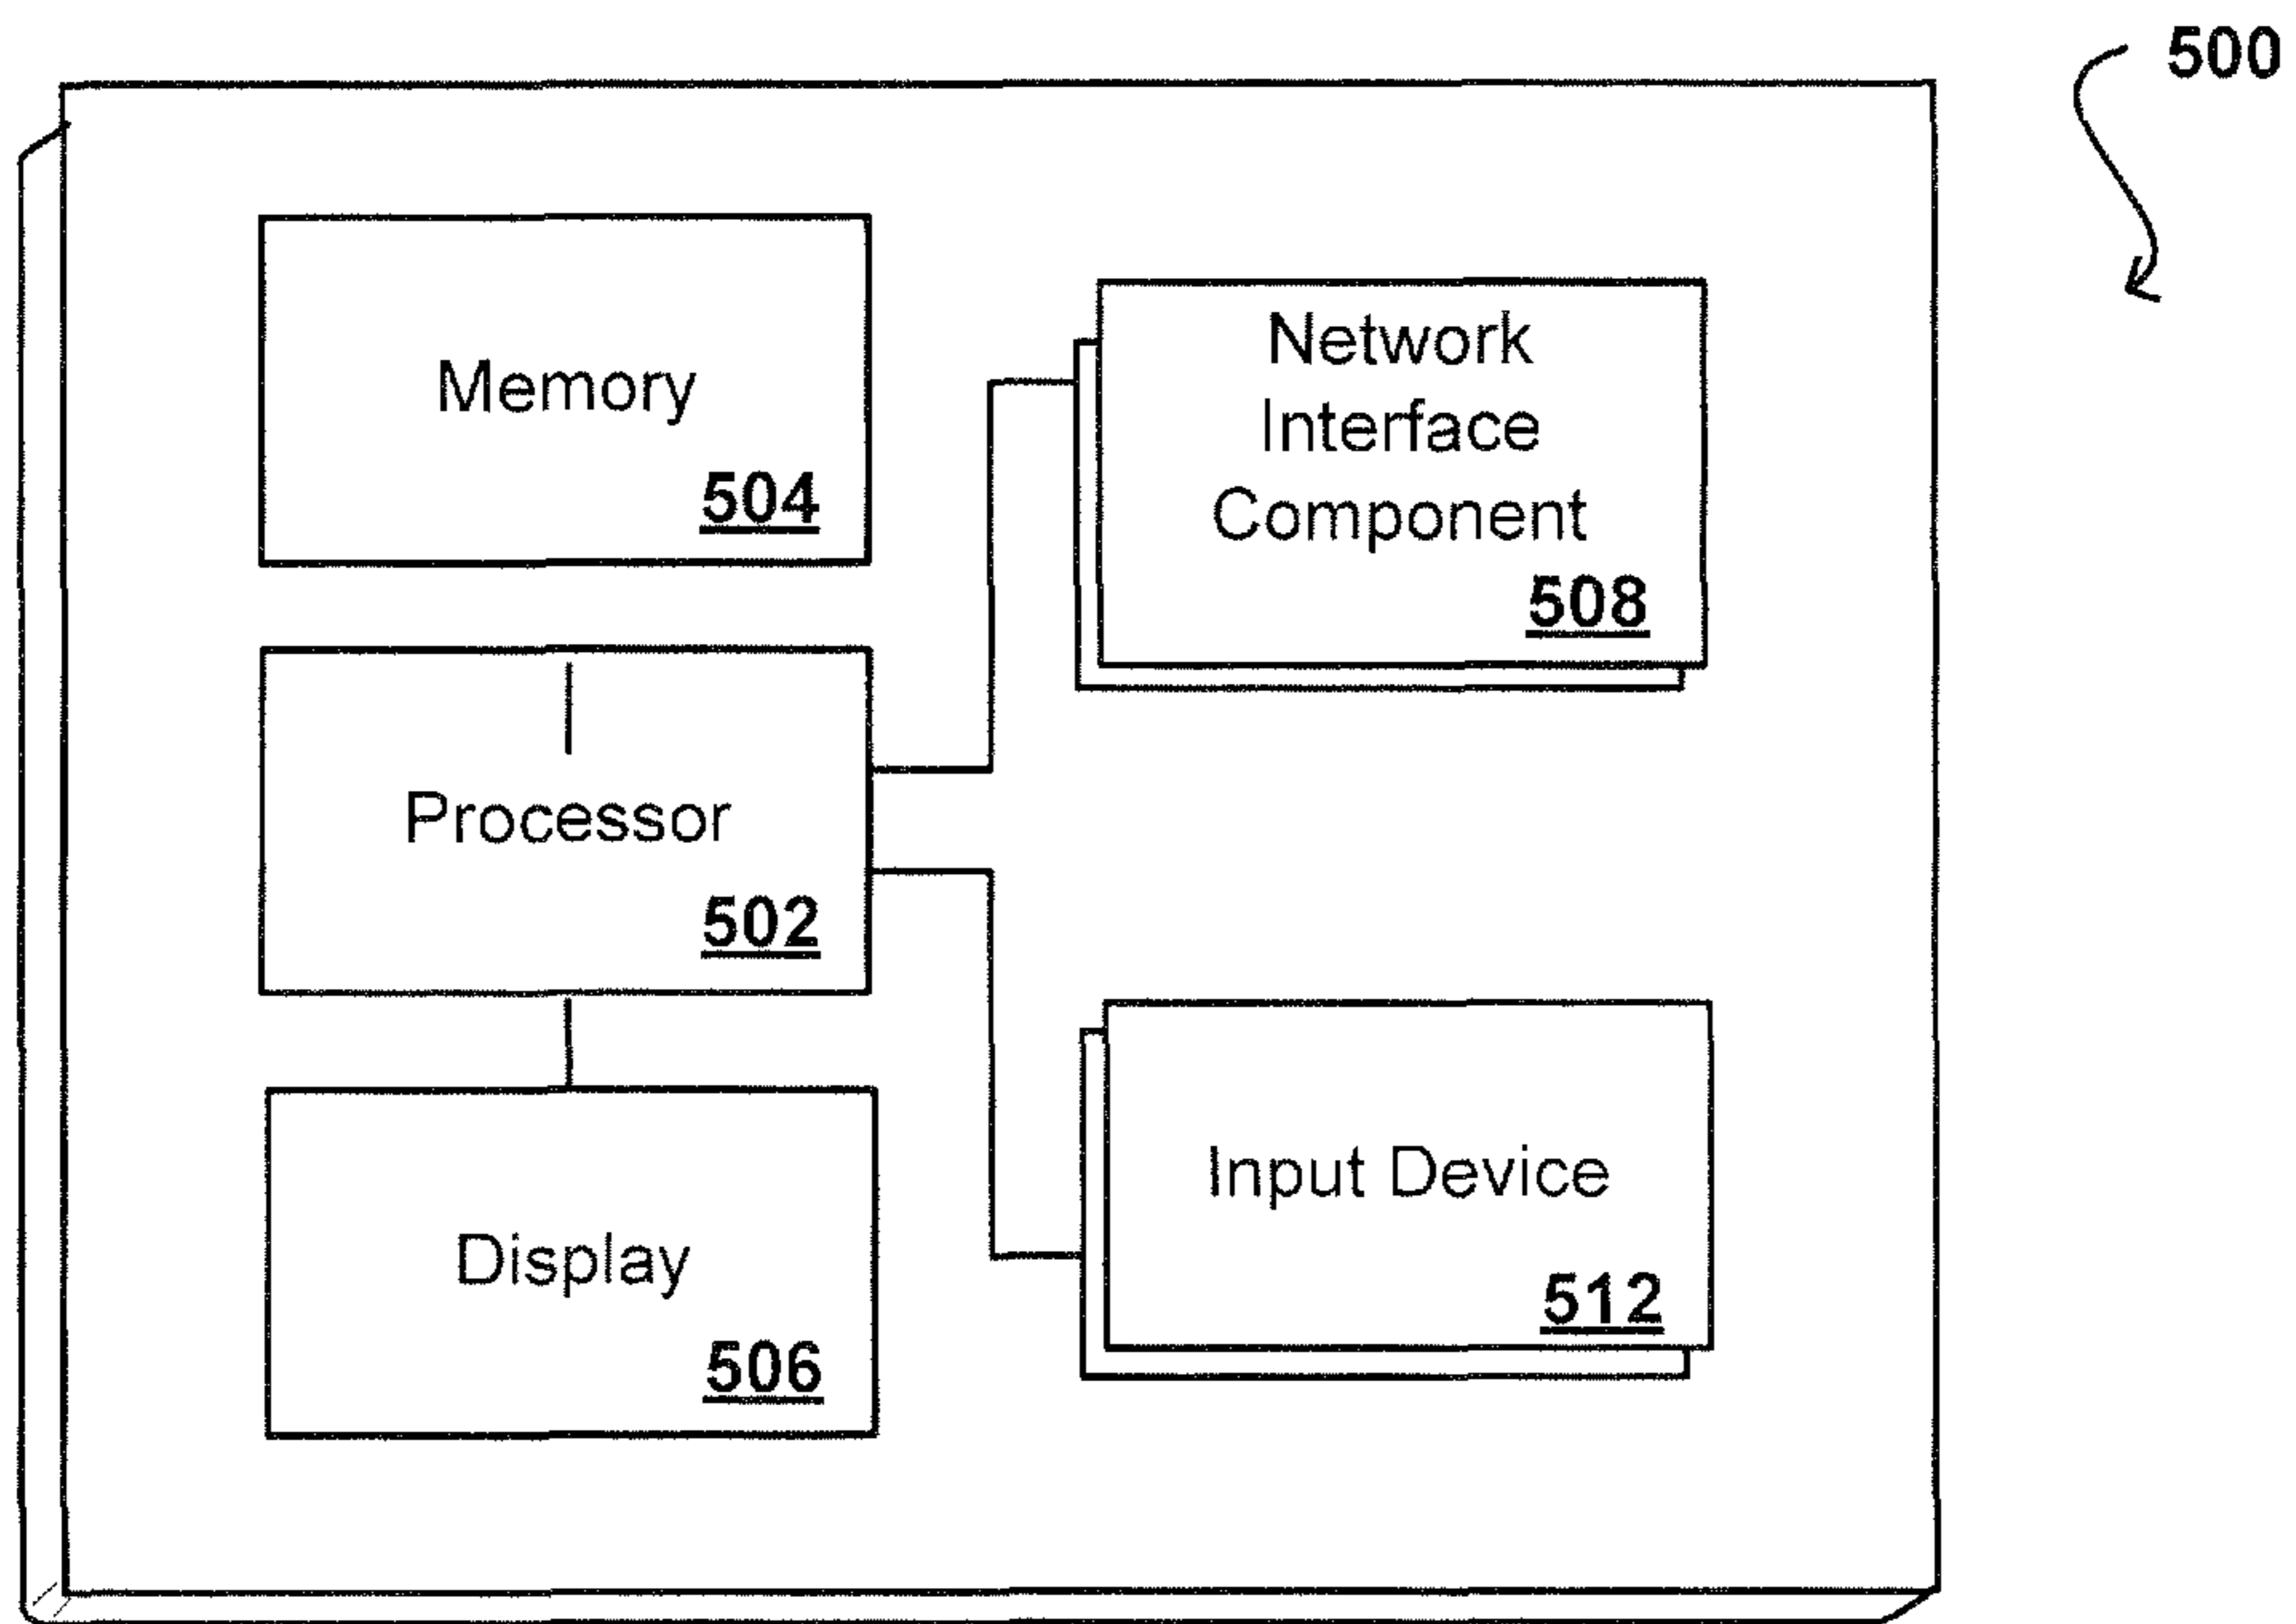 500
Memory
504
Network
Interface
Component
508
Processor
502
Input Device
512
Display
506